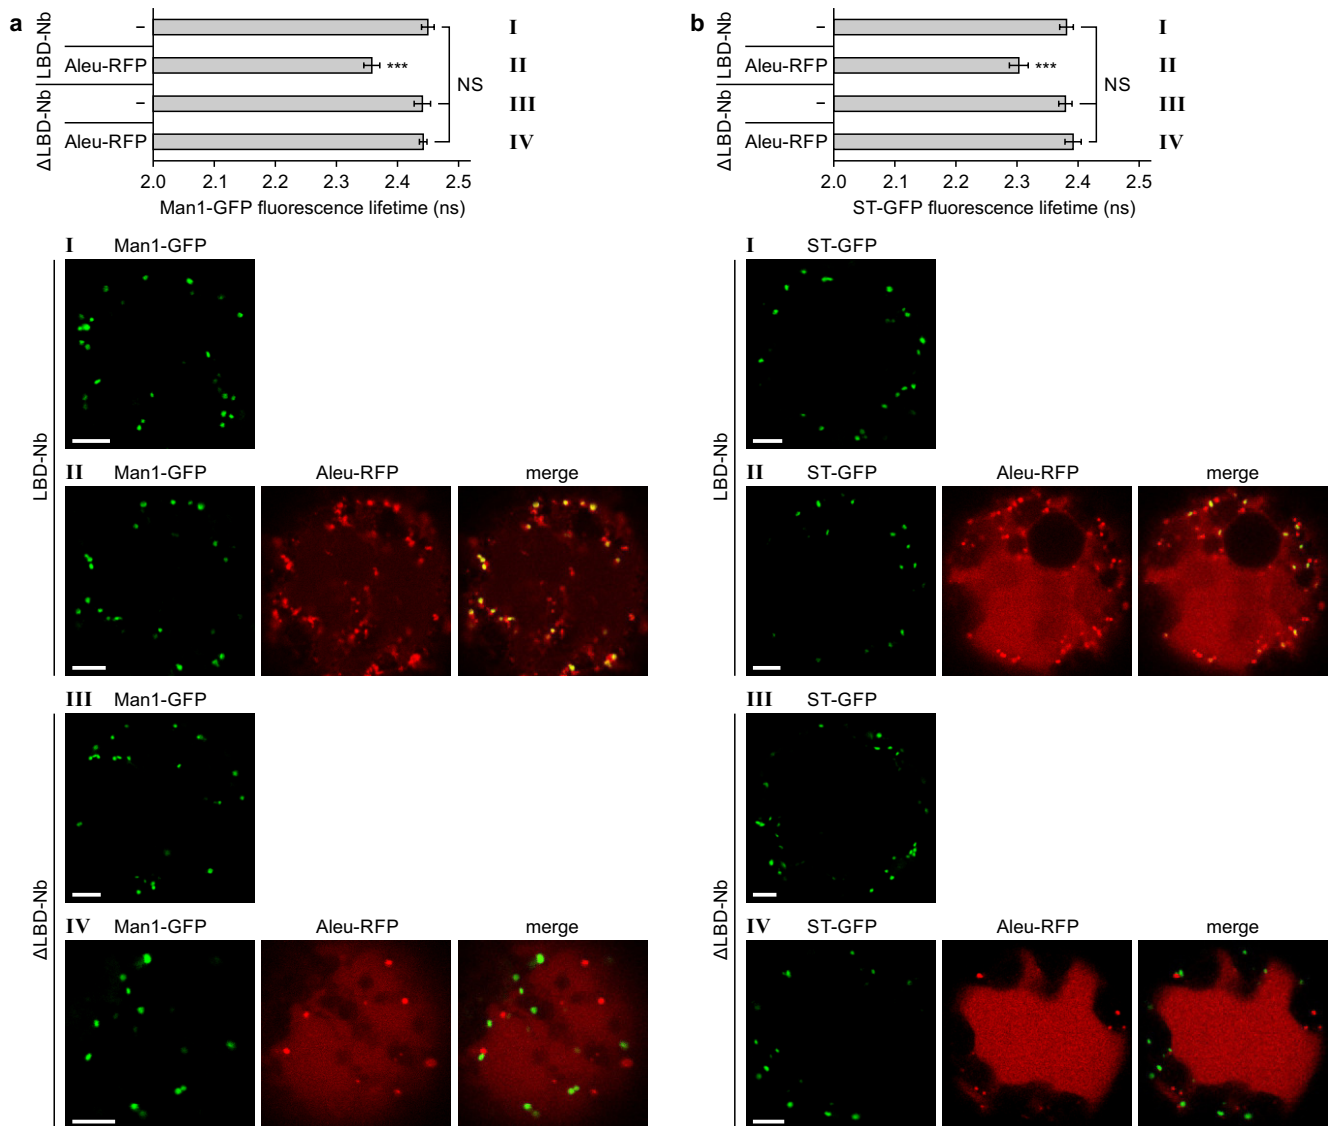 a
LBD-Nb
ΔLBD-Nb
–
Aleu-RFP
–
Aleu-RFP
***
NS
I
II
III
IV
2.0 2.1 2.2 2.3 2.4 2.5
Man1-GFP fluorescence lifetime (ns)
I Man1-GFP
LBD-Nb
II Man1-GFP Aleu-RFP merge
III Man1-GFP
ΔLBD-Nb
IV Man1-GFP Aleu-RFP merge
b
LBD-Nb
ΔLBD-Nb
–
Aleu-RFP
–
Aleu-RFP
***
NS
I
II
III
IV
2.0 2.1 2.2 2.3 2.4 2.5
ST-GFP fluorescence lifetime (ns)
I ST-GFP
LBD-Nb
II ST-GFP Aleu-RFP merge
III ST-GFP
ΔLBD-Nb
IV ST-GFP Aleu-RFP merge